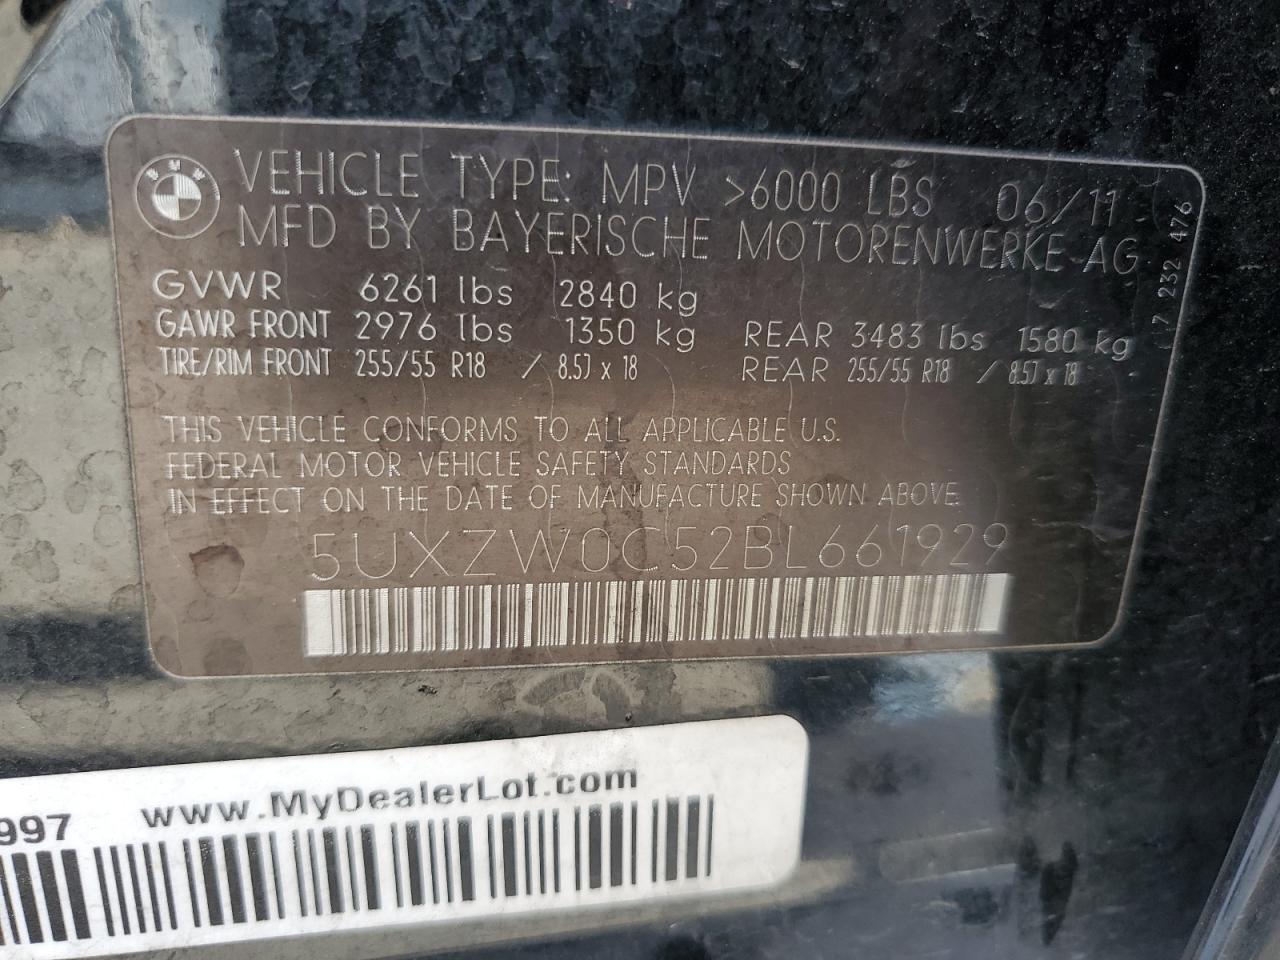 BMW
VEHICLE TYPE: MPV >6000 LBS 06/11
MFD BY BAYERISCHE MOTORENWERKE AG
7 232 476
GVWR 6261 lbs 2840 kg
GAWR FRONT 2976 lbs 1350 kg REAR 3483 lbs 1580 kg
TIRE/RIM FRONT 255/55 R18 / 8.5J x 18 REAR 255/55 R18 / 8.5J x 18
THIS VEHICLE CONFORMS TO ALL APPLICABLE U.S.
FEDERAL MOTOR VEHICLE SAFETY STANDARDS
IN EFFECT ON THE DATE OF MANUFACTURE SHOWN ABOVE.
5UXZW0C52BL661929
997 www.MyDealerLot.com